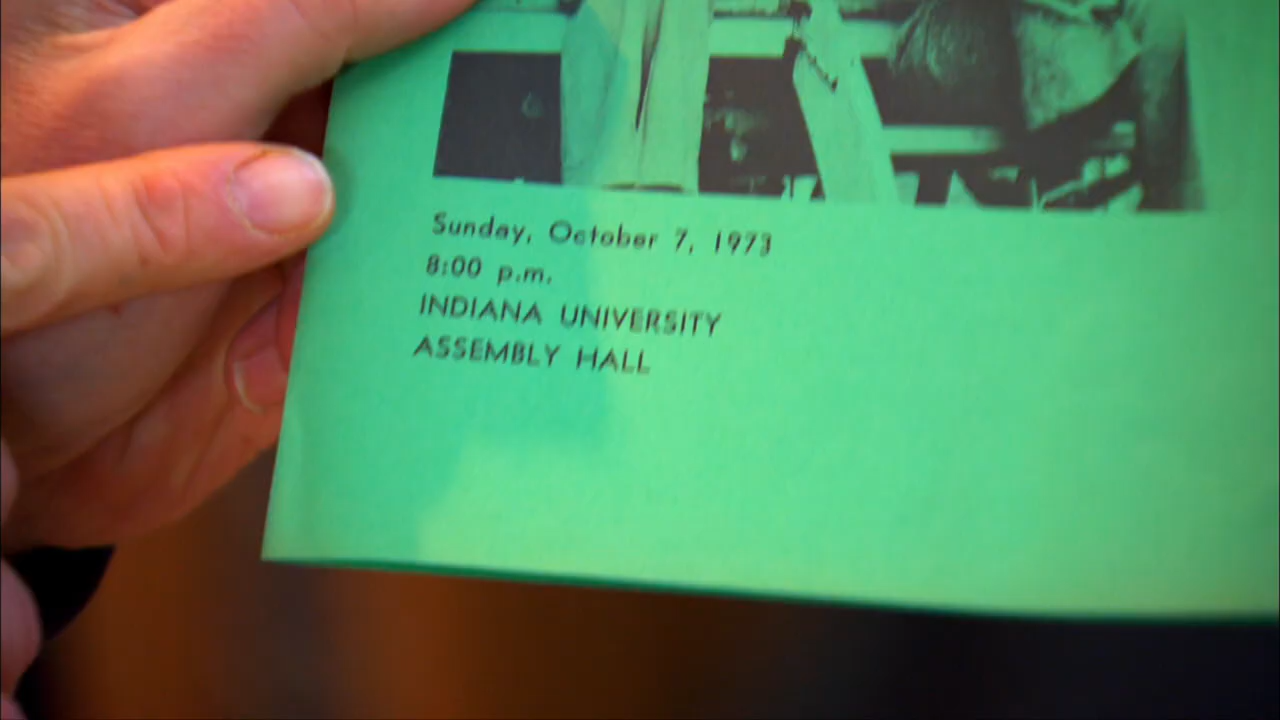 Sunday, October 7, 1973
8:00 p.m.
INDIANA UNIVERSITY
ASSEMBLY HALL